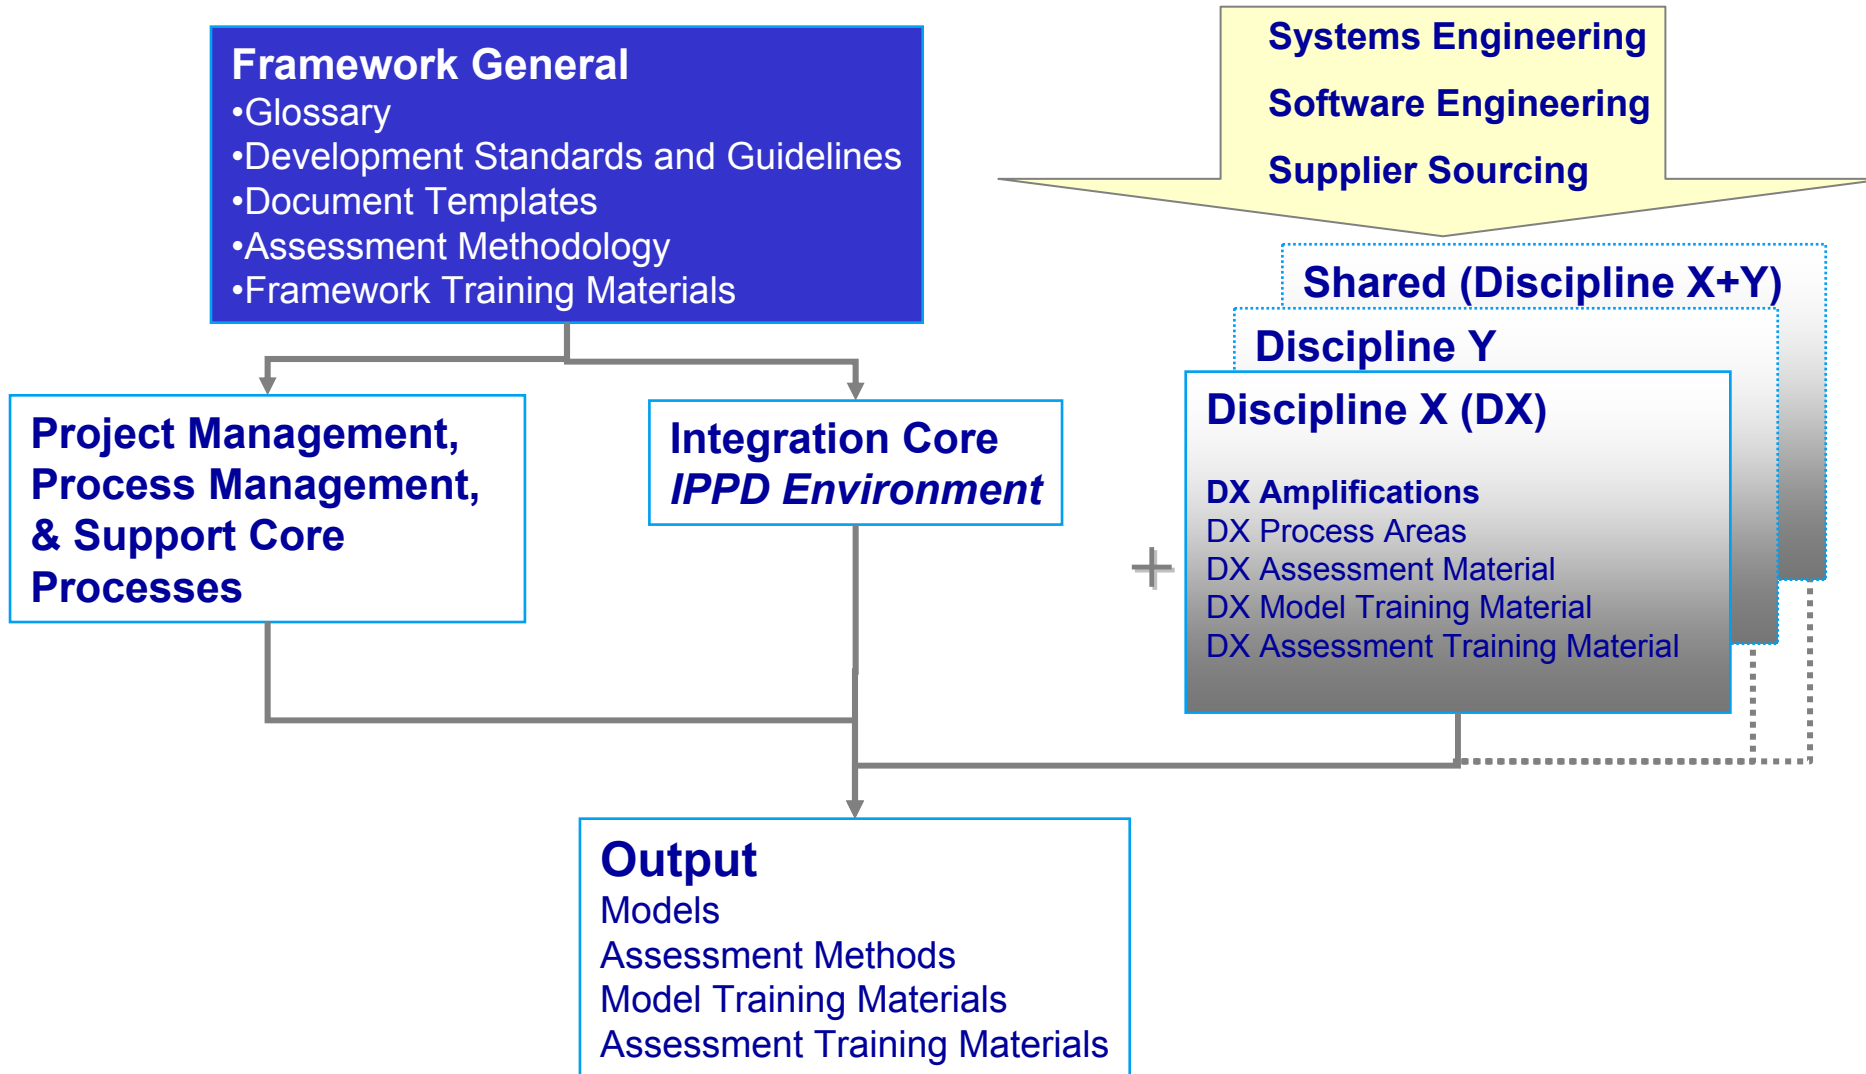 Framework General
•Glossary
•Development Standards and Guidelines
•Document Templates
•Assessment Methodology
•Framework Training Materials
Systems Engineering
Software Engineering
Supplier Sourcing
Shared (Discipline X+Y)
Discipline Y
Discipline X (DX)
DX Amplifications
DX Process Areas
DX Assessment Material
DX Model Training Material
DX Assessment Training Material
Project Management,
Process Management,
& Support Core
Processes
Integration Core
IPPD Environment
+
Output
Models
Assessment Methods
Model Training Materials
Assessment Training Materials